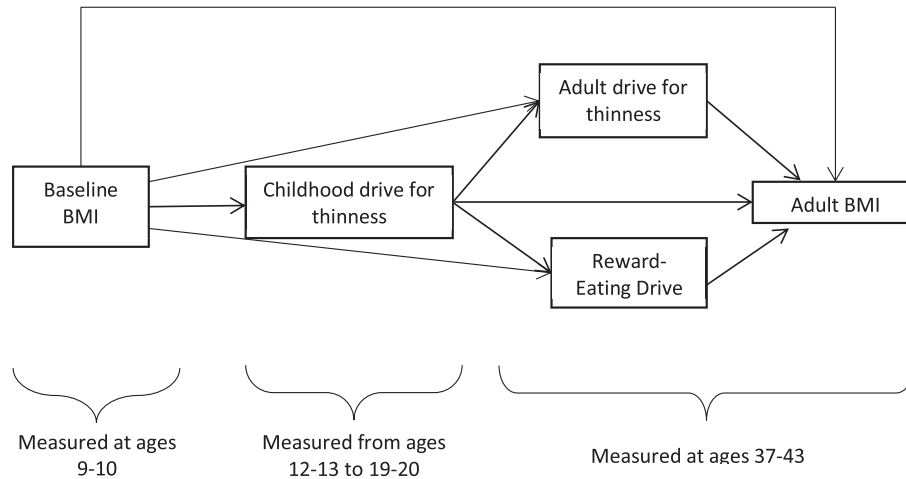 Adult drive for
thinness
Baseline
BMI
Childhood drive for
thinness
Adult BMI
Reward-
Eating Drive
Measured at ages
9-10
Measured from ages
12-13 to 19-20
Measured at ages 37-43